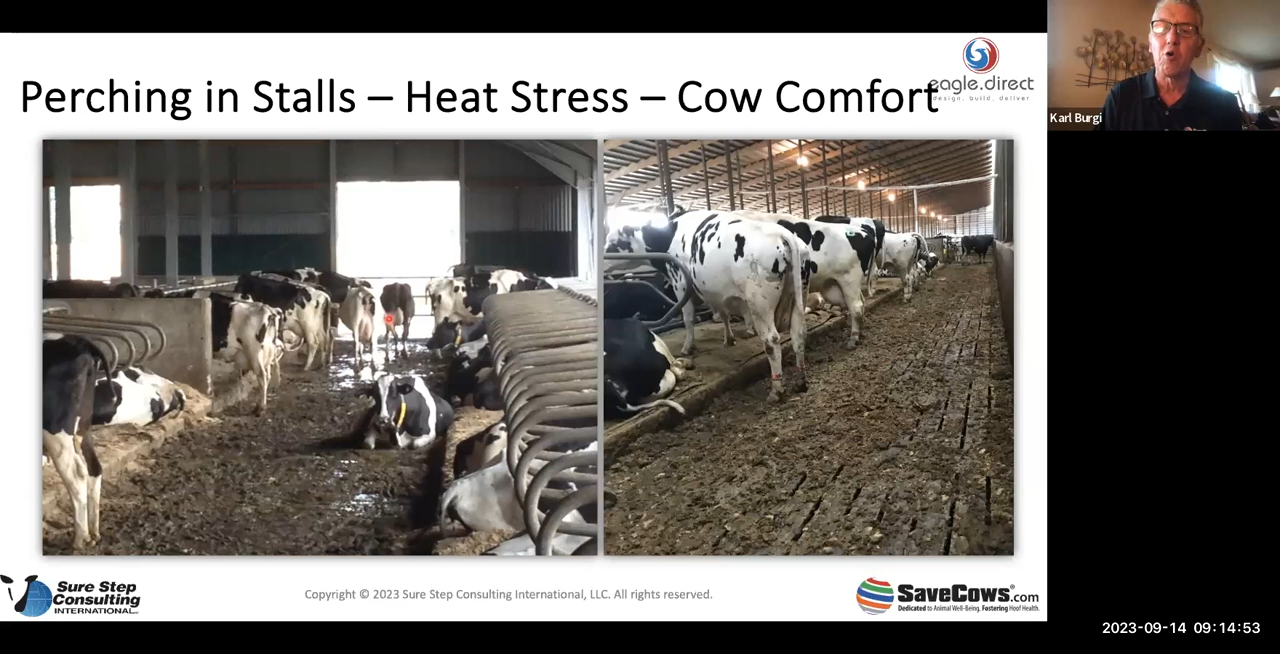 Perching in Stalls – Heat Stress – Cow Comfort
eagle.direct
design. build. deliver
Karl Burgi
Sure Step
Consulting
INTERNATIONAL
Copyright © 2023 Sure Step Consulting International, LLC. All rights reserved.
SaveCows®.com
Dedicated to Animal Well-Being. Fostering Hoof Health.
2023-09-14 09:14:53